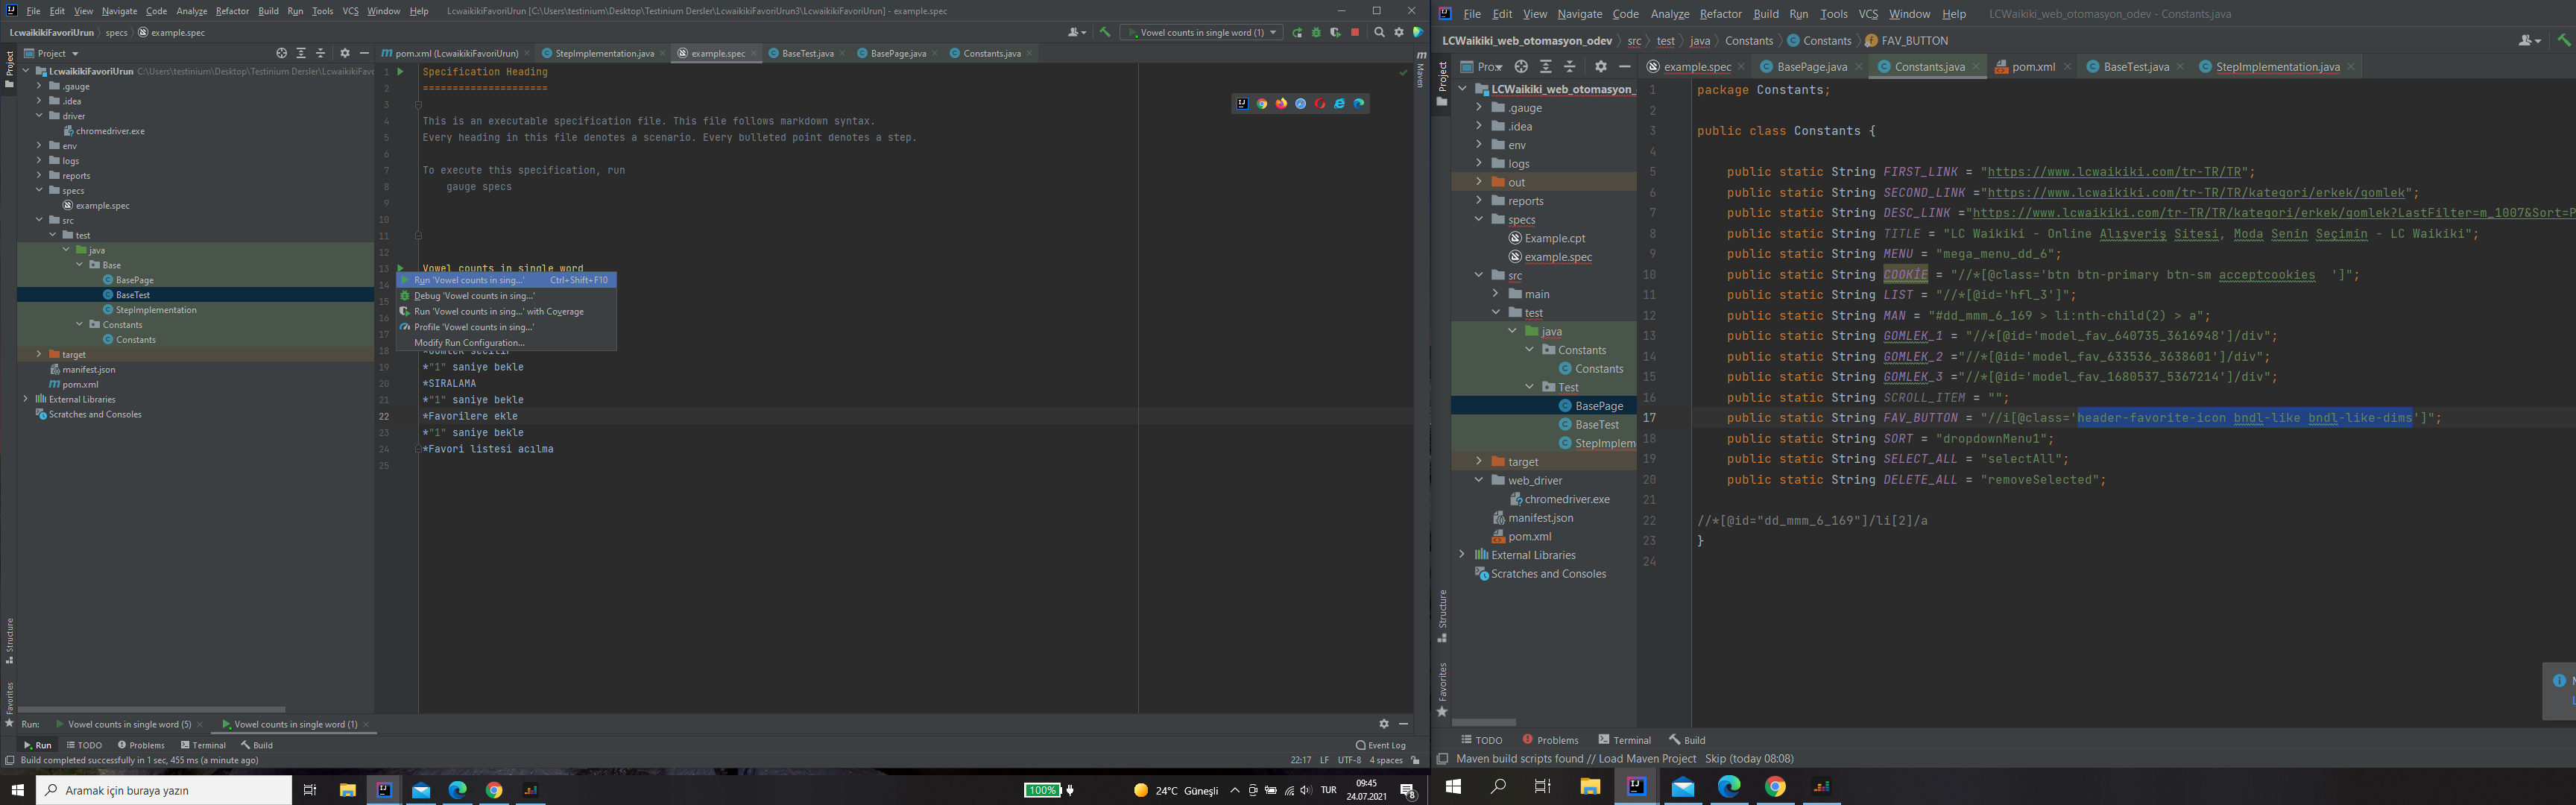 File Edit View Navigate Code Analyze Refactor Build Run Tools VCS Window Help LcwaikikiFavoriUrun [C:\Users\testinium\Desktop\Testinium Dersler\LcwaikikiFavoriUrun3\LcwaikikiFavoriUrun] - example.spec
LcwaikikiFavoriUrun specs example.spec
Vowel counts in single word (1)
Project
pom.xml (LcwaikikiFavoriUrun) StepImplementation.java example.spec BaseTest.java BasePage.java Constants.java
LcwaikikiFavoriUrun C:\Users\testinium\Desktop\Testinium Dersler\LcwaikikiFavo
.gauge
.idea
driver
chromedriver.exe
env
logs
reports
specs
example.spec
src
test
java
Base
BasePage
BaseTest
StepImplementation
Constants
Constants
target
manifest.json
pom.xml
External Libraries
Scratches and Consoles
Project
Structure
Favorites
Maven
1 Specification Heading
2 =====================
3
4 This is an executable specification file. This file follows markdown syntax.
5 Every heading in this file denotes a scenario. Every bulleted point denotes a step.
6
7 To execute this specification, run
8 gauge specs
9
10
11
12
13 Vowel counts in single word
14
15
16
17
Run 'Vowel counts in sing...' Ctrl+Shift+F10
Debug 'Vowel counts in sing...'
Run 'Vowel counts in sing...' with Coverage
Profile 'Vowel counts in sing...'
Modify Run Configuration...
18 *Gomlek secilir
19 *"1" saniye bekle
20 *SIRALAMA
21 *"1" saniye bekle
22 *Favorilere ekle
23 *"1" saniye bekle
24 *Favori listesi acılma
25
Run: Vowel counts in single word (5) Vowel counts in single word (1)
Run TODO Problems Terminal Build Event Log
Build completed successfully in 1 sec, 455 ms (a minute ago) 22:17 LF UTF-8 4 spaces
Aramak için buraya yazın
100% 24°C Güneşli TUR 09:45
24.07.2021 8
File Edit View Navigate Code Analyze Refactor Build Run Tools VCS Window Help LCWaikiki_web_otomasyon_odev - Constants.java
LCWaikiki_web_otomasyon_odev src test java Constants Constants FAV_BUTTON
Pro
example.spec BasePage.java Constants.java pom.xml BaseTest.java StepImplementation.java
LCWaikiki_web_otomasyon_
.gauge
.idea
env
logs
out
reports
specs
Example.cpt
example.spec
src
main
test
java
Constants
Constants
Test
BasePage
BaseTest
StepImplem
target
web_driver
chromedriver.exe
manifest.json
pom.xml
External Libraries
Scratches and Consoles
Project
Structure
Favorites
1 package Constants;
2
3 public class Constants {
4
5 public static String FIRST_LINK = "https://www.lcwaikiki.com/tr-TR/TR";
6 public static String SECOND_LINK ="https://www.lcwaikiki.com/tr-TR/TR/kategori/erkek/gomlek";
7 public static String DESC_LINK ="https://www.lcwaikiki.com/tr-TR/TR/kategori/erkek/gomlek?LastFilter=m_1007&Sort=P
8 public static String TITLE = "LC Waikiki - Online Alışveriş Sitesi, Moda Senin Seçimin - LC Waikiki";
9 public static String MENU = "mega_menu_dd_6";
10 public static String COOKİE = "//*[@class='btn btn-primary btn-sm acceptcookies  ']";
11 public static String LIST = "//*[@id='hfl_3']";
12 public static String MAN = "#dd_mmm_6_169 > li:nth-child(2) > a";
13 public static String GOMLEK_1 = "//*[@id='model_fav_640735_3616948']/div";
14 public static String GOMLEK_2 ="//*[@id='model_fav_633536_3638601']/div";
15 public static String GOMLEK_3 ="//*[@id='model_fav_1680537_5367214']/div";
16 public static String SCROLL_ITEM = "";
17 public static String FAV_BUTTON = "//i[@class='header-favorite-icon bndl-like bndl-like-dims']";
18 public static String SORT = "dropdownMenu1";
19 public static String SELECT_ALL = "selectAll";
20 public static String DELETE_ALL = "removeSelected";
21
22 //*[@id="dd_mmm_6_169"]/li[2]/a
23 }
24
TODO Problems Terminal Build
Maven build scripts found // Load Maven Project Skip (today 08:08)